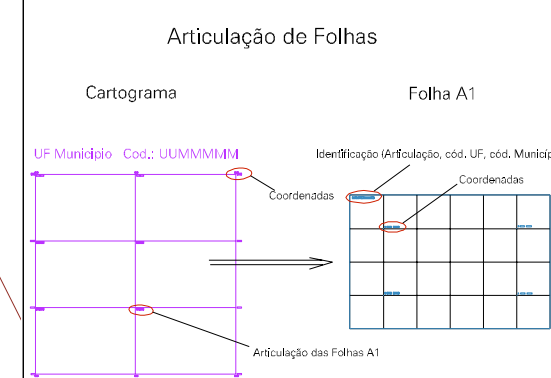 Articulação de Folhas
Cartograma
Folha A1
UF Municipio Cod.: UUMMMMM
Identificação (Articulação, cód. UF, cód. Municíp
Coordenadas
Coordenadas
Articulação das Folhas A1